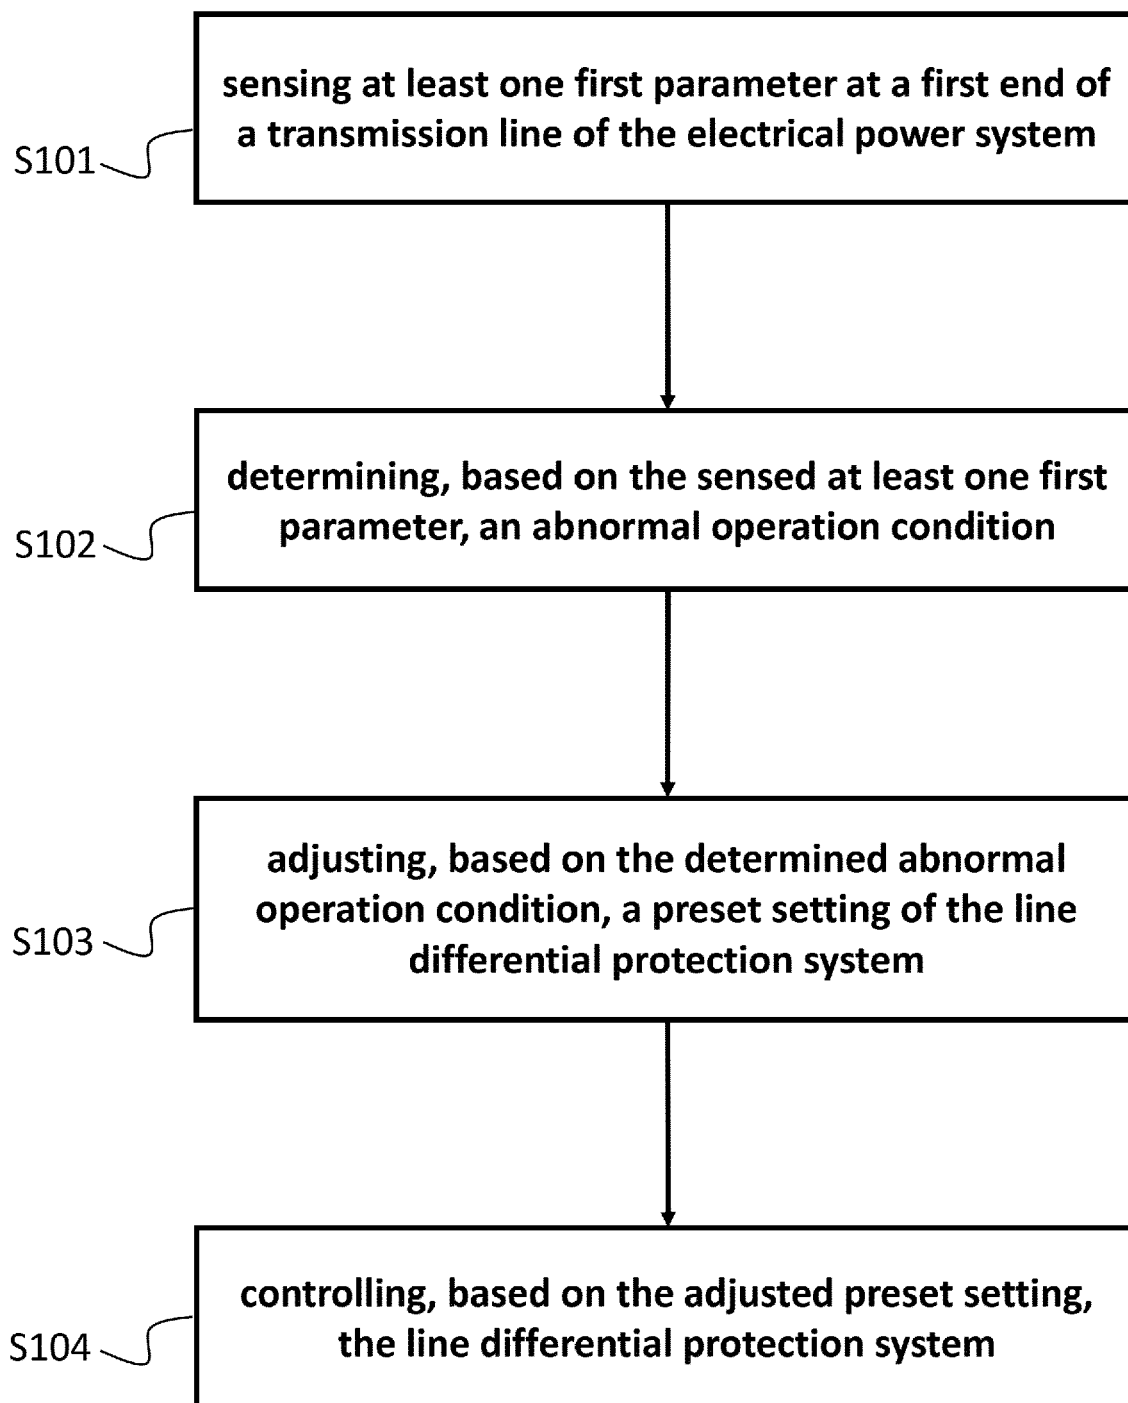 sensing at least one first parameter at a first end of
a transmission line of the electrical power system
S101
determining, based on the sensed at least one first
parameter, an abnormal operation condition
S102
adjusting, based on the determined abnormal
operation condition, a preset setting of the line
differential protection system
S103
controlling, based on the adjusted preset setting,
the line differential protection system
S104